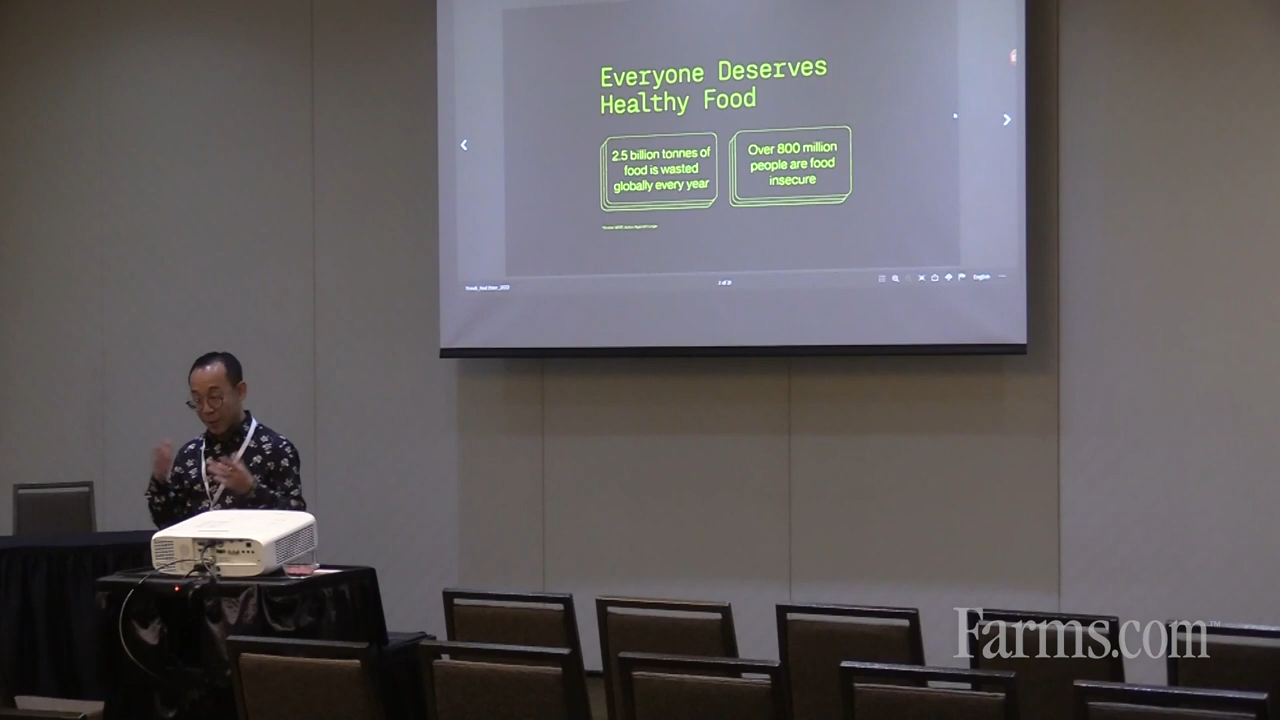 Everyone Deserves
Healthy Food
2.5 billion tonnes of
food is wasted
globally every year
Over 800 million
people are food
insecure
English
Farms.com™